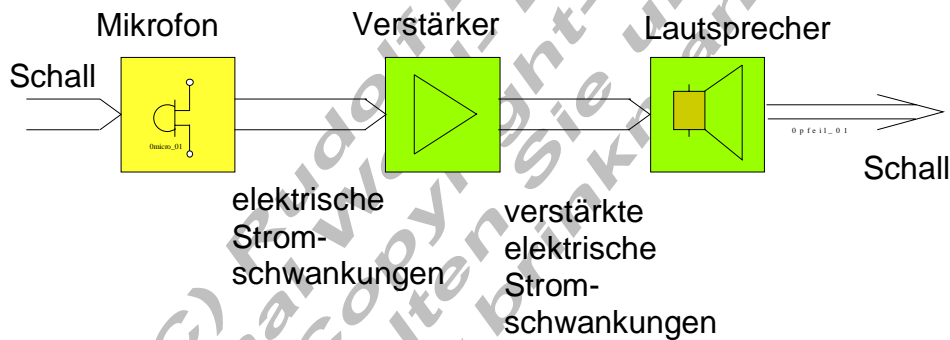 Mikrofon
Verstärker
Lautsprecher
Schall
0micro_01
0pfeil_01
Schall
elektrische
Strom-
schwankungen
verstärkte
elektrische
Strom-
schwankungen